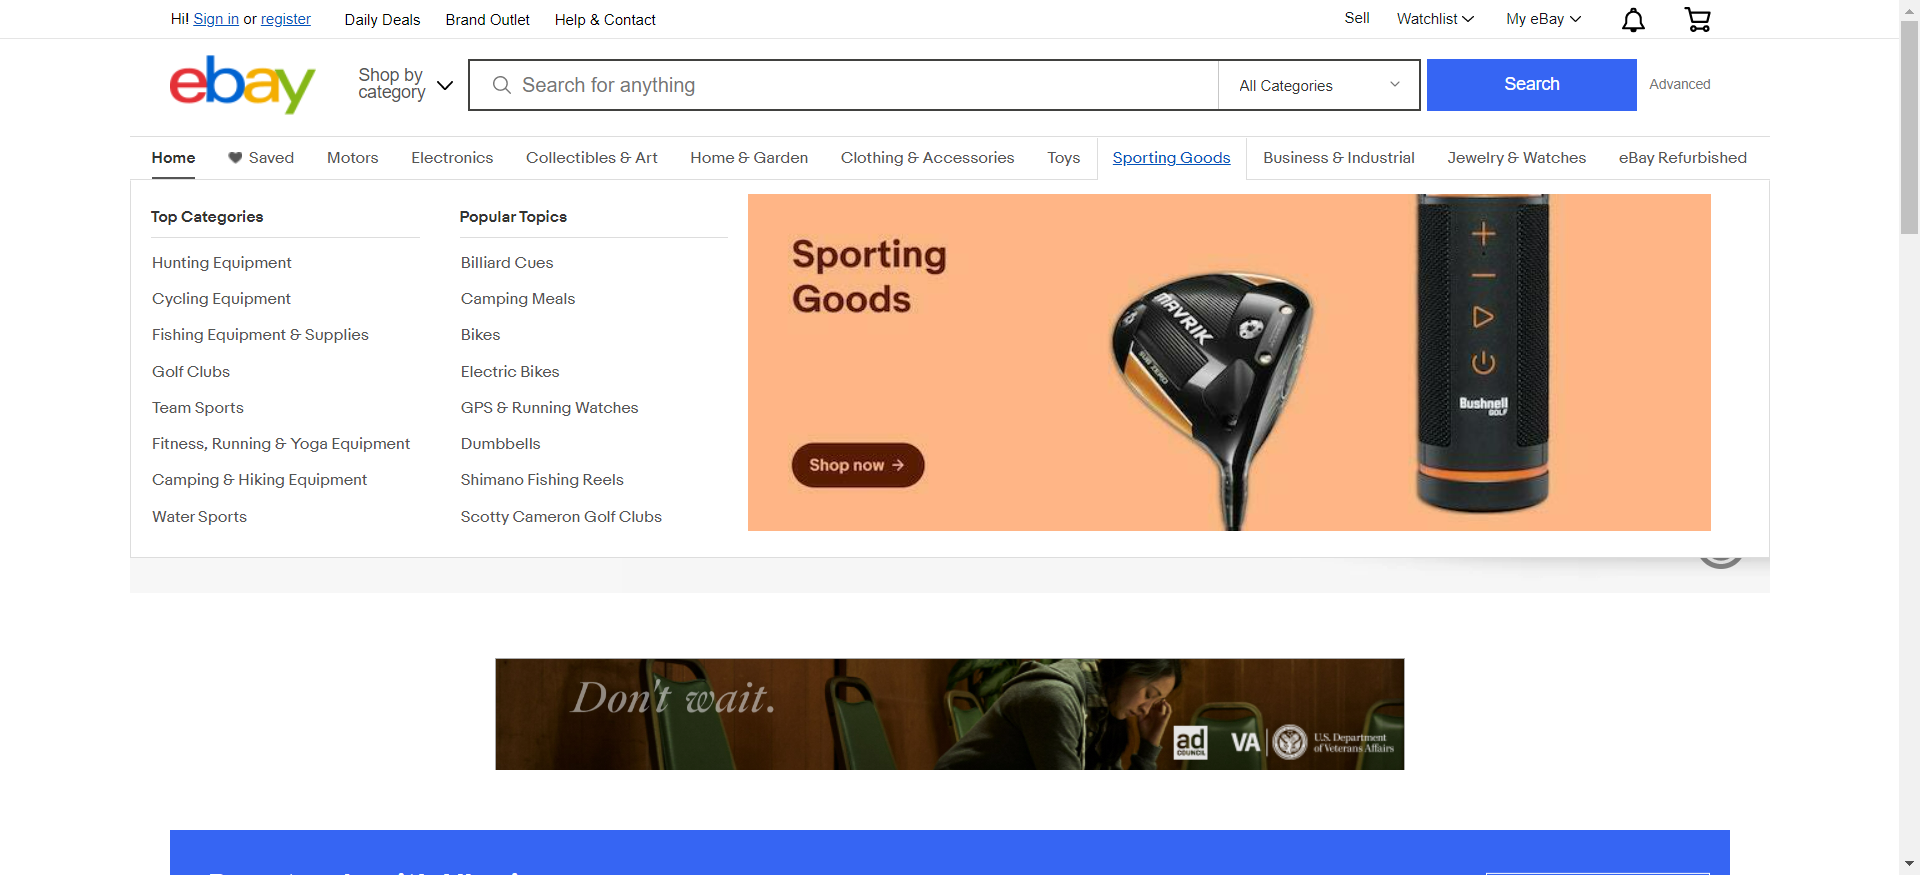 Hi! Sign in or register
Daily Deals
Brand Outlet
Help & Contact
Sell
Watchlist
My eBay
ebay
Shop by
category
Search for anything
All Categories
Search
Advanced
Home
Saved
Motors
Electronics
Collectibles & Art
Home & Garden
Clothing & Accessories
Toys
Sporting Goods
Business & Industrial
Jewelry & Watches
eBay Refurbished
Top Categories
Hunting Equipment
Cycling Equipment
Fishing Equipment & Supplies
Golf Clubs
Team Sports
Fitness, Running & Yoga Equipment
Camping & Hiking Equipment
Water Sports
Popular Topics
Billiard Cues
Camping Meals
Bikes
Electric Bikes
GPS & Running Watches
Dumbbells
Shimano Fishing Reels
Scotty Cameron Golf Clubs
Sporting
Goods
Shop now
MAVRIK
SUB ZERO
Bushnell
GOLF
Don't wait.
ad
COUNCIL
VA
U.S. Department
of Veterans Affairs